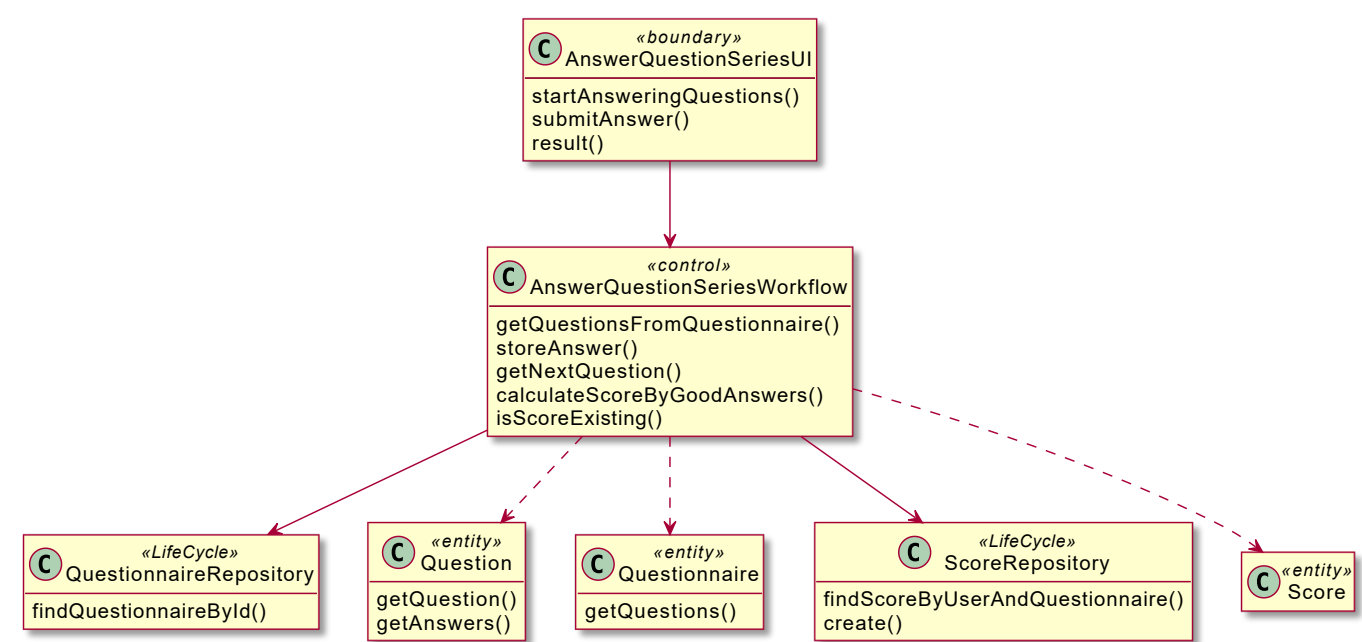 «boundary»
C AnswerQuestionSeriesUI
startAnsweringQuestions()
submitAnswer()
result()
«control»
C AnswerQuestionSeriesWorkflow
getQuestionsFromQuestionnaire()
storeAnswer()
getNextQuestion()
calculateScoreByGoodAnswers()
isScoreExisting()
«LifeCycle»
C QuestionnaireRepository
findQuestionnaireById()
«entity»
C Question
getQuestion()
getAnswers()
«entity»
C Questionnaire
getQuestions()
«LifeCycle»
C ScoreRepository
findScoreByUserAndQuestionnaire()
create()
«entity»
C Score